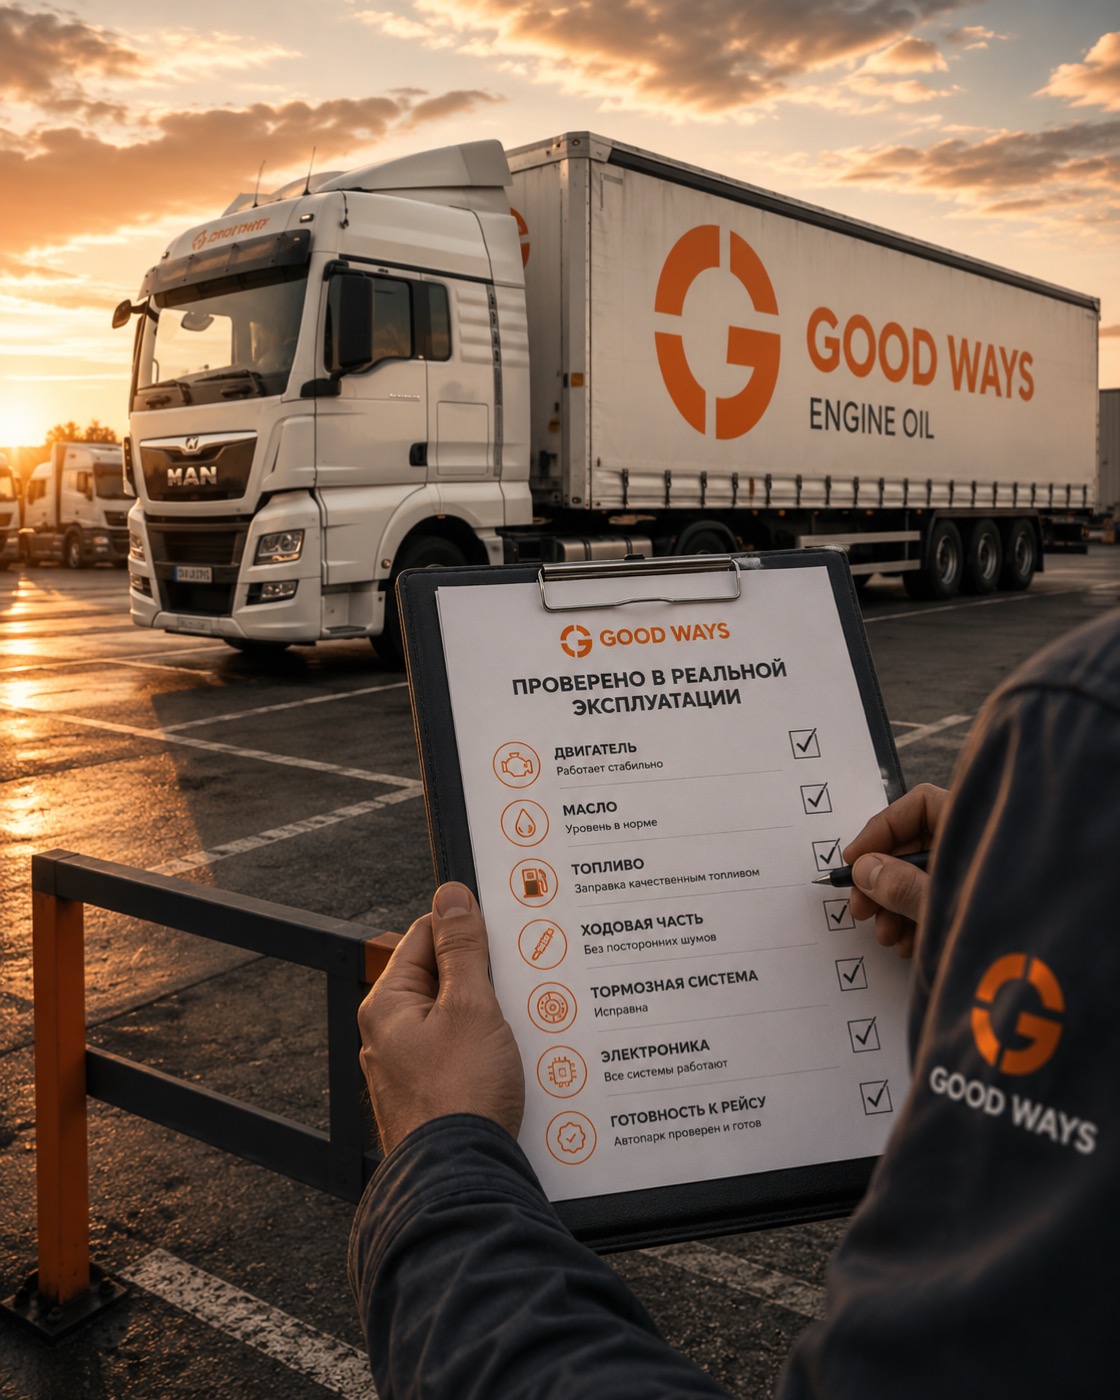 GOOD WAYS
ENGINE OIL
MAN
GOOD WAYS
ПРОВЕРЕНО В РЕАЛЬНОЙ
ЭКСПЛУАТАЦИИ
ДВИГАТЕЛЬ
Работает стабильно
МАСЛО
Уровень в норме
ТОПЛИВО
Заправка качественным топливом
ХОДОВАЯ ЧАСТЬ
Без посторонних шумов
ТОРМОЗНАЯ СИСТЕМА
Исправна
ЭЛЕКТРОНИКА
Все системы работают
ГОТОВНОСТЬ К РЕЙСУ
Автопарк проверен и готов
GOOD WAYS